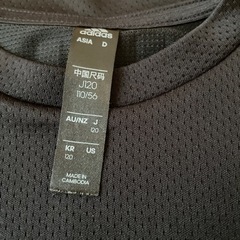 adidas
ASIA D
中国尺码
J120
110/56
AU/NZ J
120
KR US
120
MADE IN
CAMBODIA